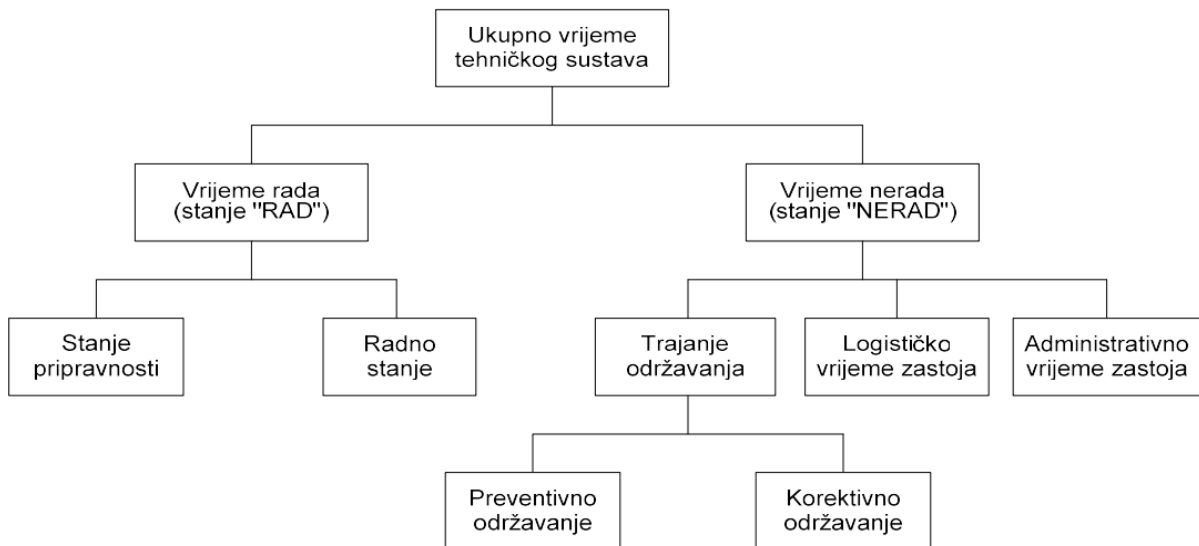 Ukupno vrijeme
tehničkog sustava
Vrijeme rada
(stanje "RAD")
Vrijeme nerada
(stanje "NERAD")
Stanje
pripravnosti
Radno
stanje
Trajanje
održavanja
Logističko
vrijeme zastoja
Administrativno
vrijeme zastoja
Preventivno
održavanje
Korektivno
održavanje